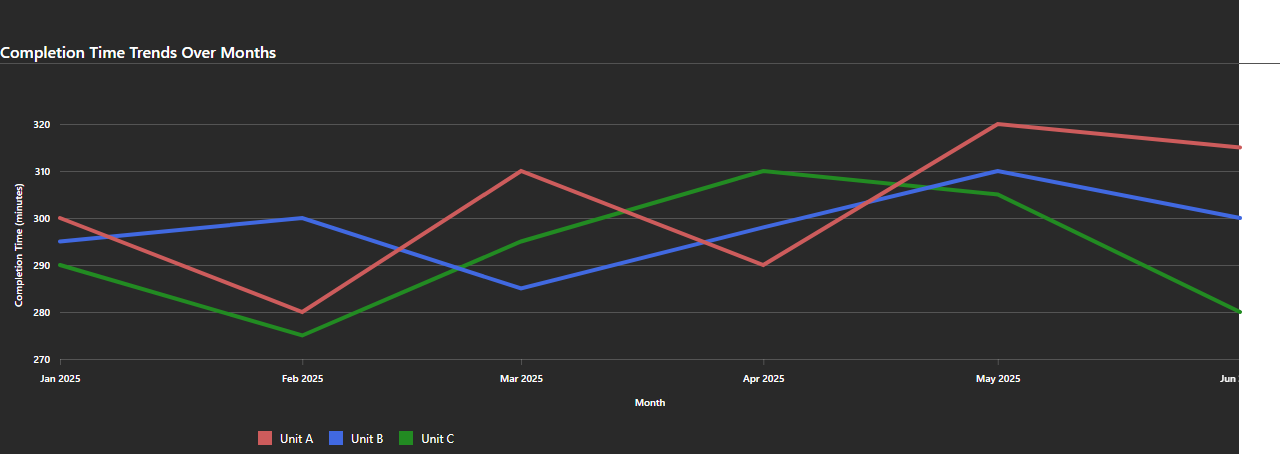 Completion Time Trends Over Months
320
310
300
290
280
270
Completion Time (minutes)
Jan 2025 Feb 2025 Mar 2025 Apr 2025 May 2025 Jun
Month
Unit A Unit B Unit C